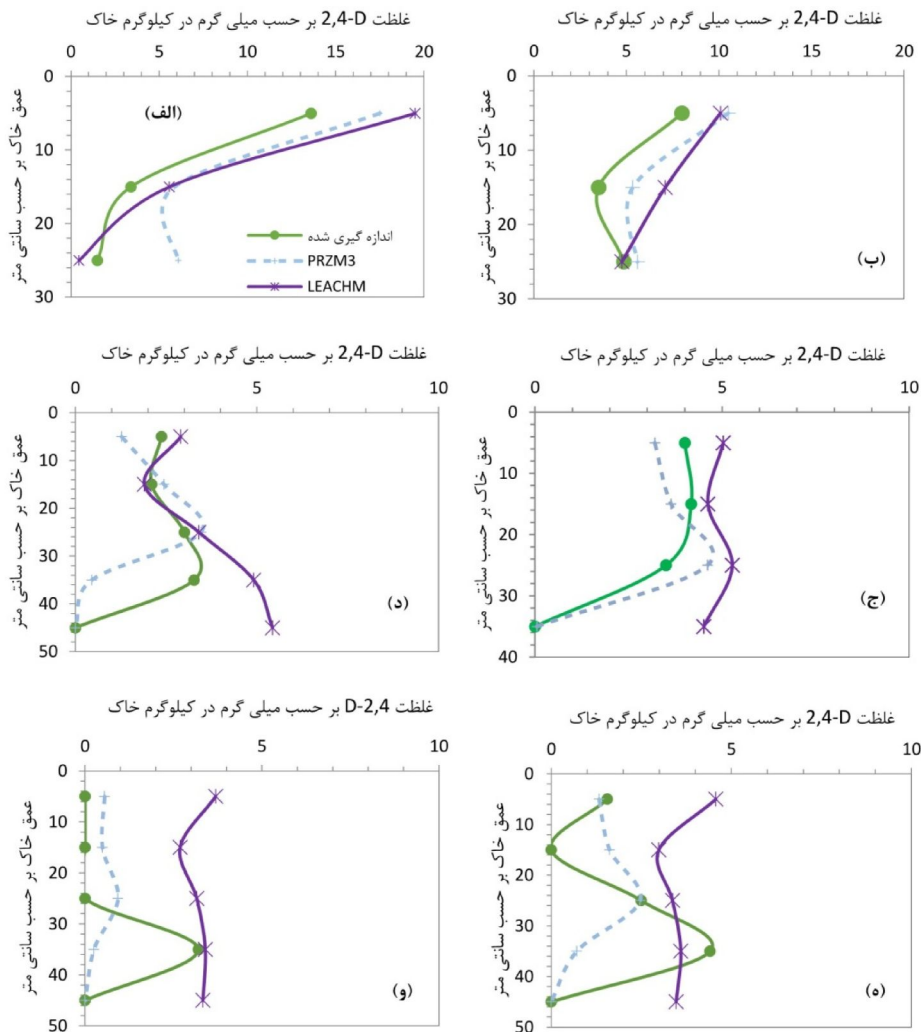 غلظت 2,4-D بر حسب میلی گرم در کیلوگرم خاک
0 5 10 15 20
0
10
20
30
عمق خاک بر حسب سانتی متر
(الف)
اندازه گیری شده
PRZM3
LEACHM
غلظت 2,4-D بر حسب میلی گرم در کیلوگرم خاک
0 5 10 15 20
0
10
20
30
عمق خاک بر حسب سانتی متر
(ب)
غلظت 2,4-D بر حسب میلی گرم در کیلوگرم خاک
0 5 10
0
10
20
30
40
50
عمق خاک بر حسب سانتی متر
(د)
غلظت 2,4-D بر حسب میلی گرم در کیلوگرم خاک
0 5 10
0
10
20
30
40
عمق خاک بر حسب سانتی متر
(ج)
غلظت D-2,4 بر حسب میلی گرم در کیلوگرم خاک
0 5 10
0
10
20
30
40
50
عمق خاک بر حسب سانتی متر
(و)
غلظت 2,4-D بر حسب میلی گرم در کیلوگرم خاک
0 5 10
0
10
20
30
40
50
عمق خاک بر حسب سانتی متر
(ه)